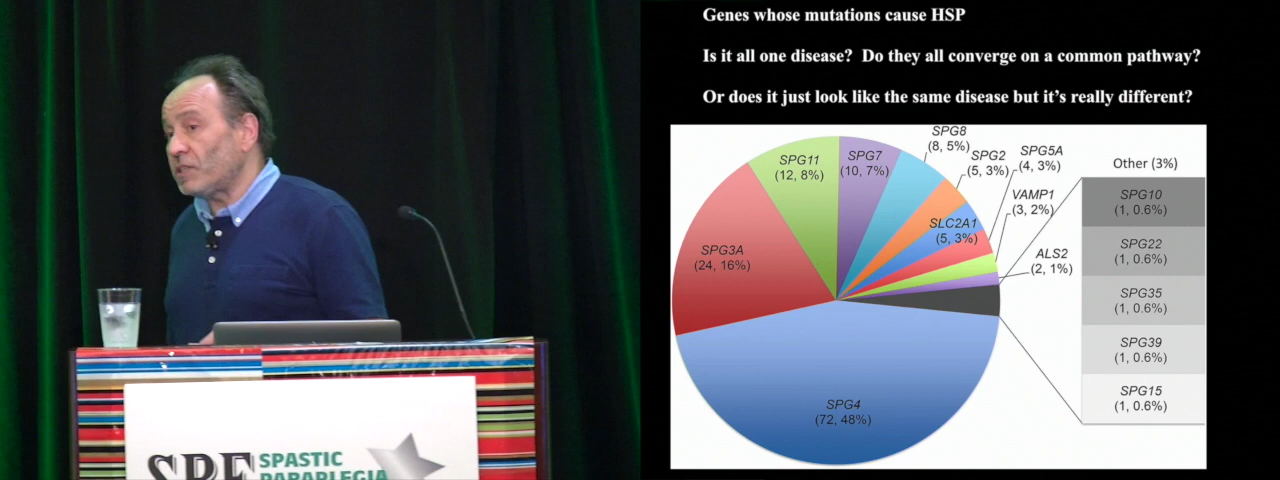 Genes whose mutations cause HSP
Is it all one disease? Do they all converge on a common pathway?
Or does it just look like the same disease but it's really different?
SPG8
(8, 5%)
SPG2
(5, 3%)
SPG5A
(4, 3%)
SPG11
(12, 8%)
SPG7
(10, 7%)
Other (3%)
VAMP1
(3, 2%)
SPG10
(1, 0.6%)
SLC2A1
(5, 3%)
SPG3A
(24, 16%)
ALS2
(2, 1%)
SPG22
(1, 0.6%)
SPG35
(1, 0.6%)
SPG39
(1, 0.6%)
SPG15
(1, 0.6%)
SPG4
(72, 48%)
SPF
SPASTIC
PARAPLEGIA